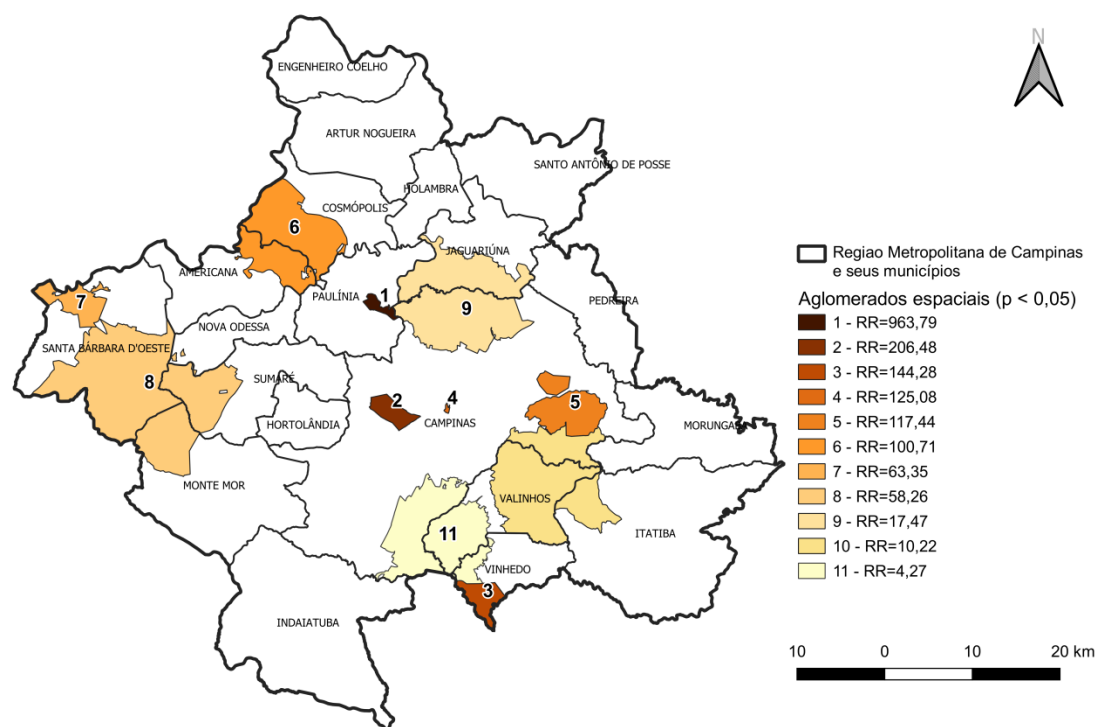 N
ENGENHEIRO COELHO
ARTUR NOGUEIRA
SANTO ANTÔNIO DE POSSE
HOLAMBRA
COSMÓPOLIS
6
JAGUARIÚNA
AMERICANA
PAULÍNIA
1
PEDREIRA
7
9
NOVA ODESSA
SANTA BÁRBARA D'OESTE
8
SUMARÉ
2
4
5
HORTOLÂNDIA
CAMPINAS
MORUNGABA
MONTE MOR
VALINHOS
11
ITATIBA
VINHEDO
3
INDAIATUBA
Regiao Metropolitana de Campinas
e seus municípios
Aglomerados espaciais (p < 0,05)
1 - RR=963,79
2 - RR=206,48
3 - RR=144,28
4 - RR=125,08
5 - RR=117,44
6 - RR=100,71
7 - RR=63,35
8 - RR=58,26
9 - RR=17,47
10 - RR=10,22
11 - RR=4,27
10 0 10 20 km